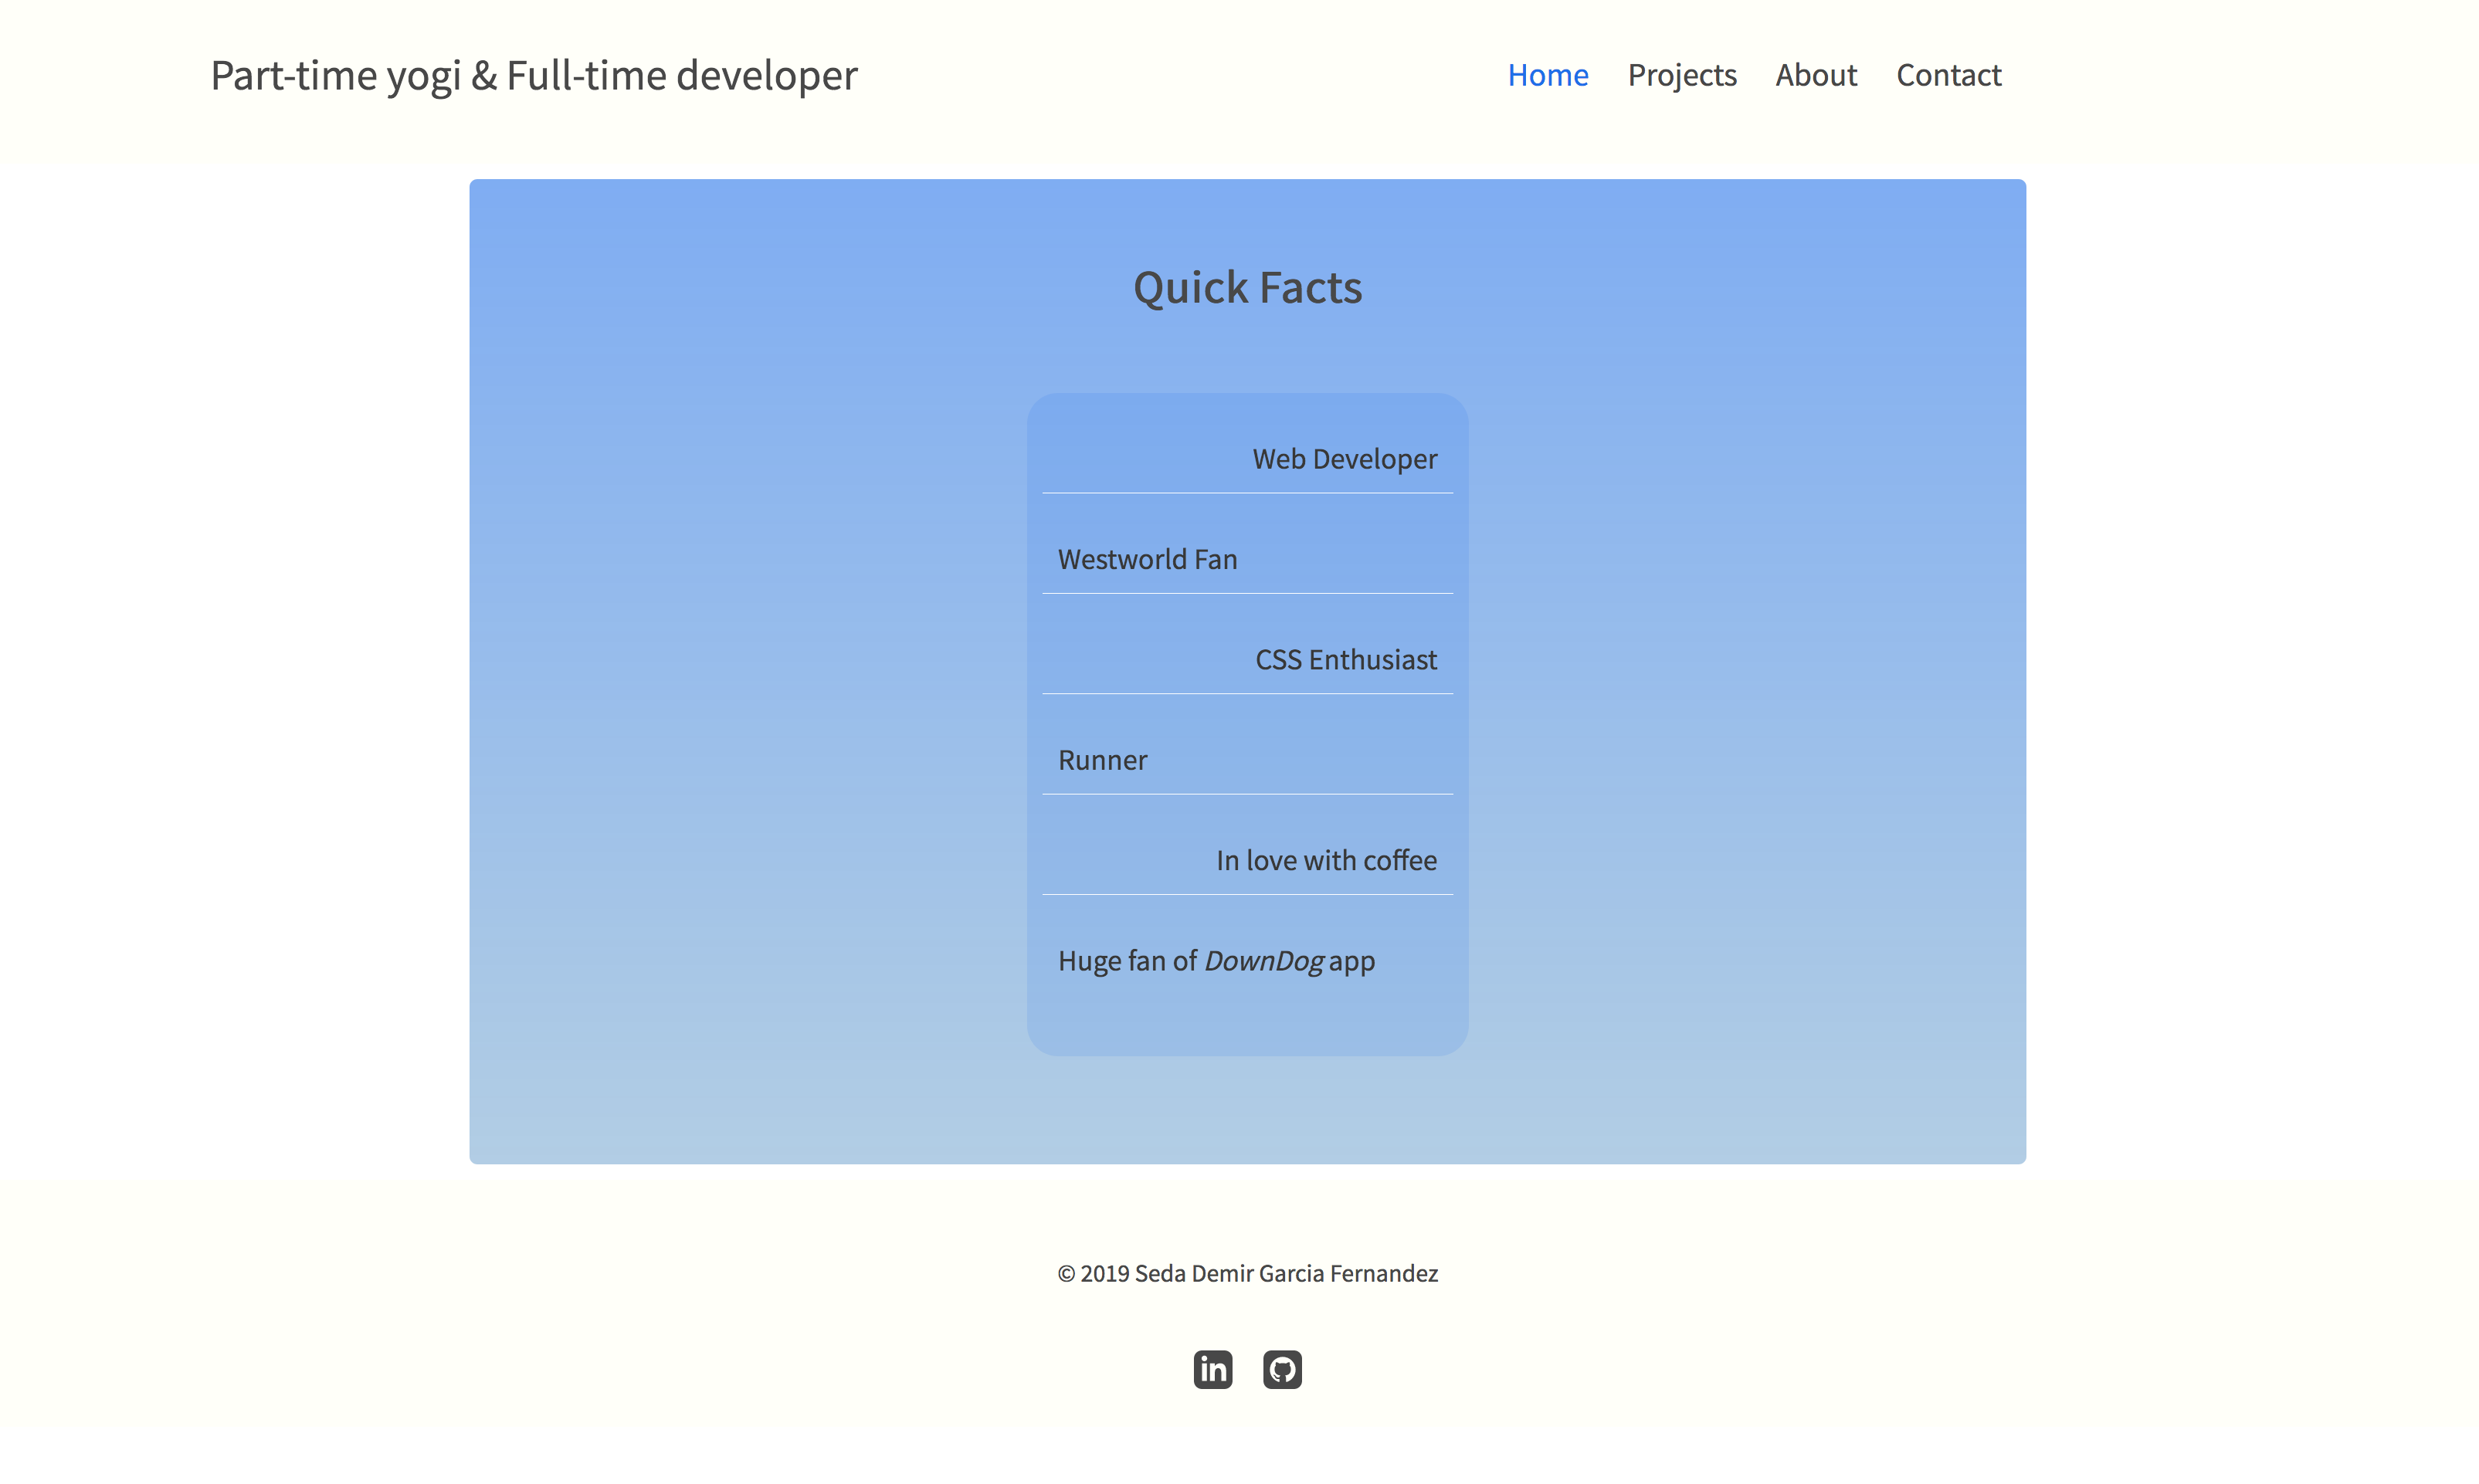 Part-time yogi & Full-time developer
Home Projects About Contact
Quick Facts
Web Developer
Westworld Fan
CSS Enthusiast
Runner
In love with coffee
Huge fan of DownDog app
© 2019 Seda Demir Garcia Fernandez
in